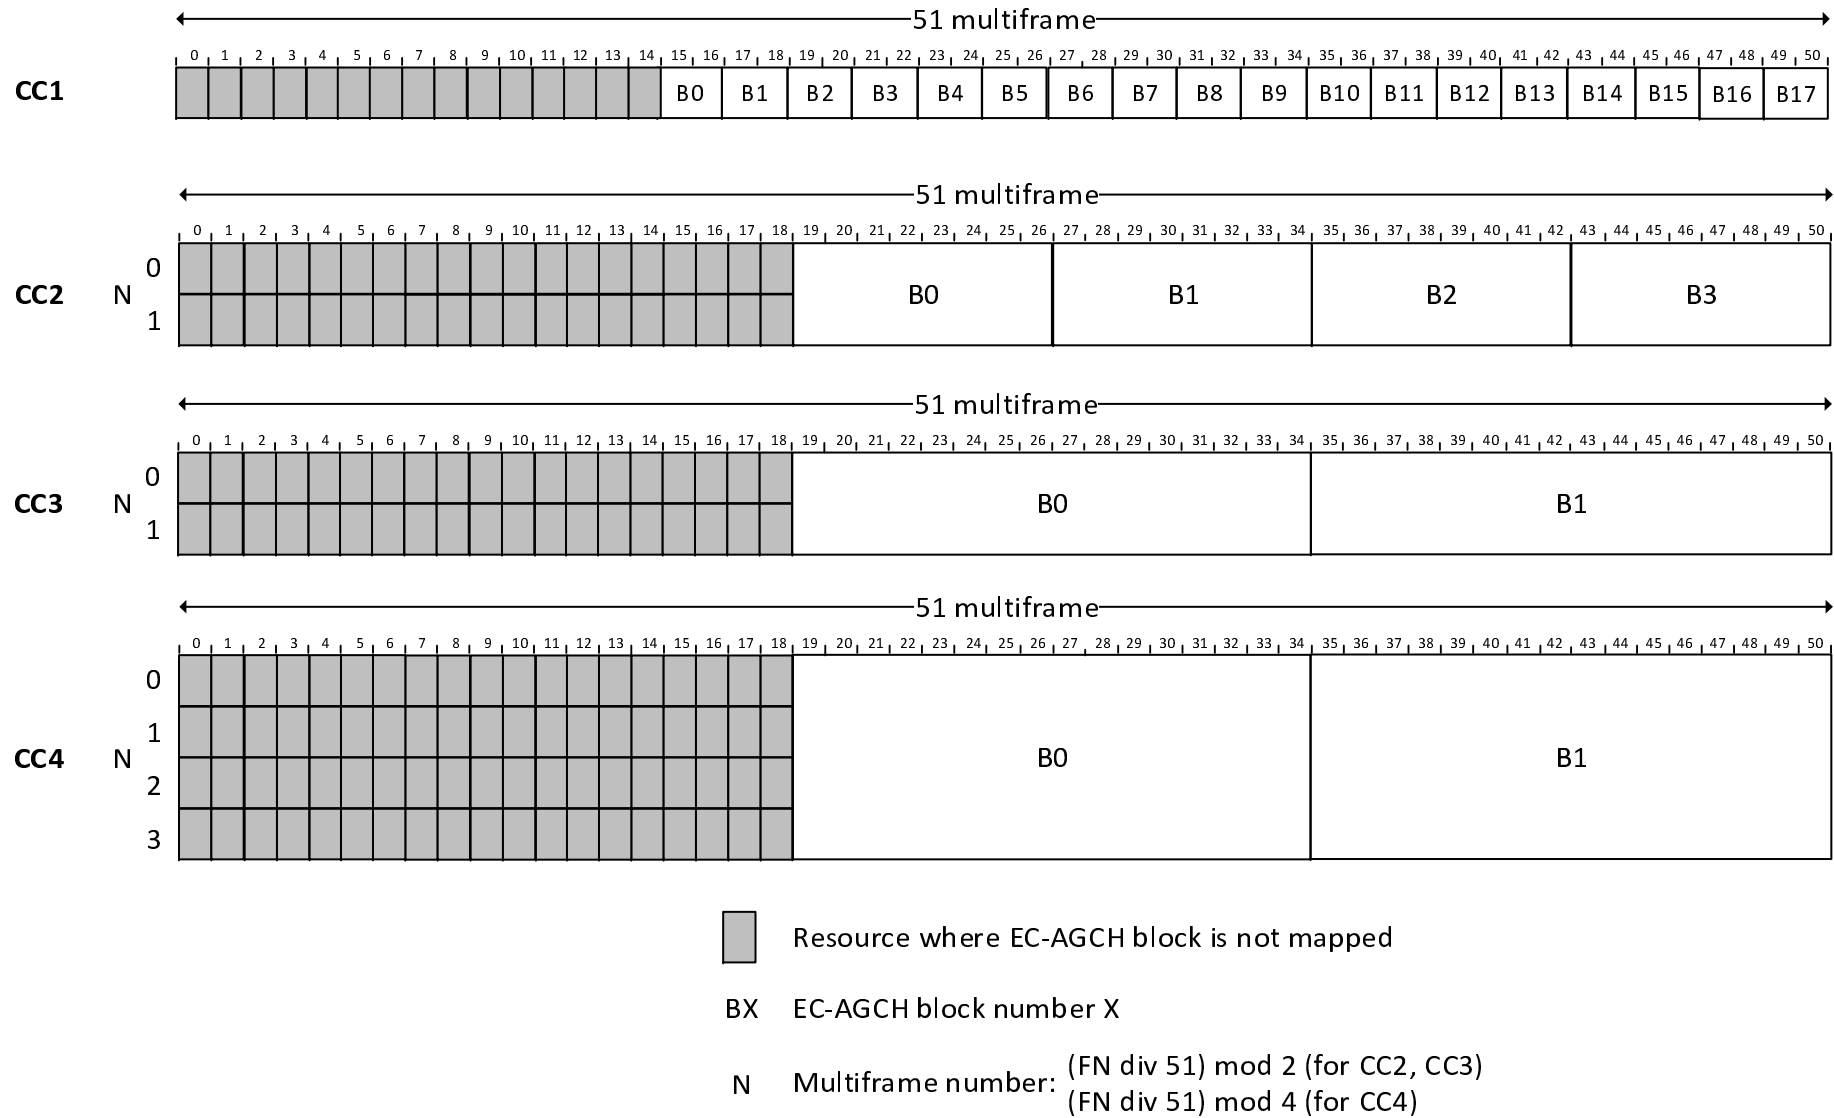 51 multiframe
0 1 2 3 4 5 6 7 8 9 10 11 12 13 14 15 16 17 18 19 20 21 22 23 24 25 26 27 28 29 30 31 32 33 34 35 36 37 38 39 40 41 42 43 44 45 46 47 48 49 50
CC1 B0 B1 B2 B3 B4 B5 B6 B7 B8 B9 B10 B11 B12 B13 B14 B15 B16 B17
51 multiframe
0 1 2 3 4 5 6 7 8 9 10 11 12 13 14 15 16 17 18 19 20 21 22 23 24 25 26 27 28 29 30 31 32 33 34 35 36 37 38 39 40 41 42 43 44 45 46 47 48 49 50
0
CC2 N B0 B1 B2 B3
1
51 multiframe
0 1 2 3 4 5 6 7 8 9 10 11 12 13 14 15 16 17 18 19 20 21 22 23 24 25 26 27 28 29 30 31 32 33 34 35 36 37 38 39 40 41 42 43 44 45 46 47 48 49 50
0
CC3 N B0 B1
1
51 multiframe
0 1 2 3 4 5 6 7 8 9 10 11 12 13 14 15 16 17 18 19 20 21 22 23 24 25 26 27 28 29 30 31 32 33 34 35 36 37 38 39 40 41 42 43 44 45 46 47 48 49 50
0
1
CC4 N B0 B1
2
3
Resource where EC-AGCH block is not mapped
BX EC-AGCH block number X
N Multiframe number: (FN div 51) mod 2 (for CC2, CC3)
(FN div 51) mod 4 (for CC4)